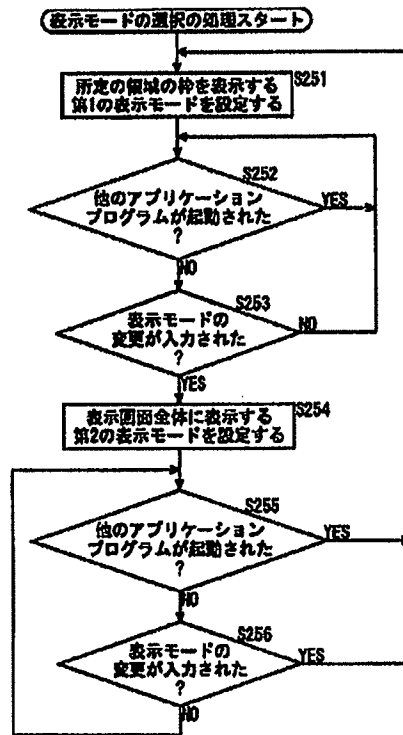 表示モードの選択の処理スタート
S251
所定の領域の枠を表示する
第1の表示モードを設定する
S252
他のアプリケーション
プログラムが起動された
?
YES
NO
S253
表示モードの
変更が入力された
?
NO
YES
S254
表示画面全体に表示する
第2の表示モードを設定する
S255
他のアプリケーション
プログラムが起動された
?
YES
NO
S256
表示モードの
変更が入力された
?
YES
NO